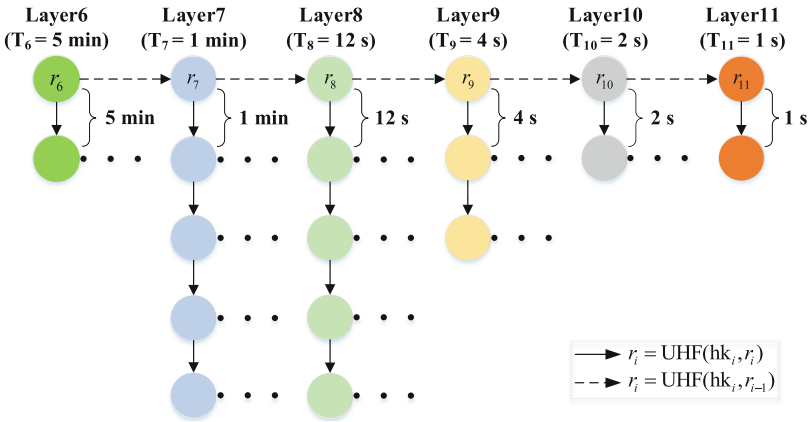 Layer6 Layer7 Layer8 Layer9 Layer10 Layer11
(T₆ = 5 min) (T₇ = 1 min) (T₈ = 12 s) (T₉ = 4 s) (T₁₀ = 2 s) (T₁₁ = 1 s)
r₆ r₇ r₈ r₉ r₁₀ r₁₁
5 min 1 min 12 s 4 s 2 s 1 s
rᵢ = UHF(hkᵢ, rᵢ)
rᵢ = UHF(hkᵢ, rᵢ₋₁)